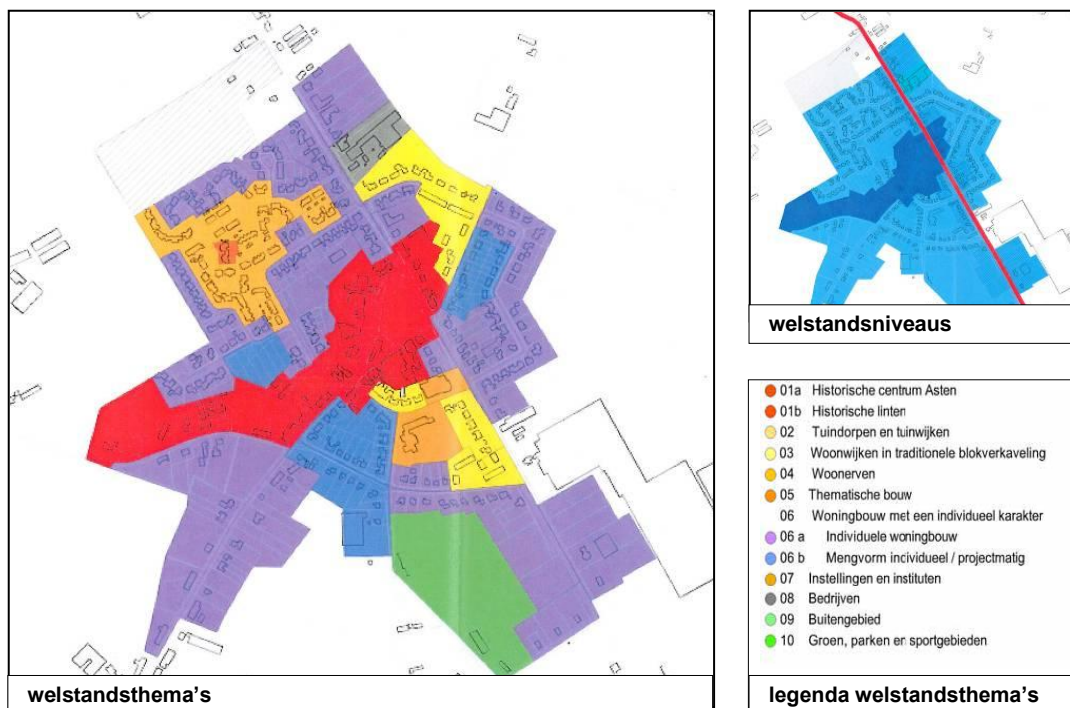 welstandsthema's
welstandsniveaus
01a Historische centrum Asten
01b Historische linten
02 Tuindorpen en tuinwijken
03 Woonwijken in traditionele blokverkaveling
04 Woonerven
05 Thematische bouw
06 Woningbouw met een individueel karakter
06 a Individuele woningbouw
06 b Mengvorm individueel / projectmatig
07 Instellingen en instituten
08 Bedrijven
09 Buitengebied
10 Groen, parken en sportgebieden
legenda welstandsthema's